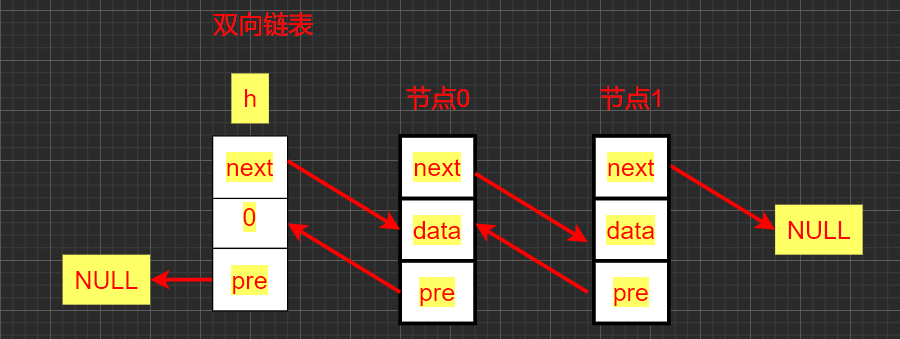 双向链表
h
节点0
节点1
next
next
next
0
data
data
NULL
NULL
pre
pre
pre